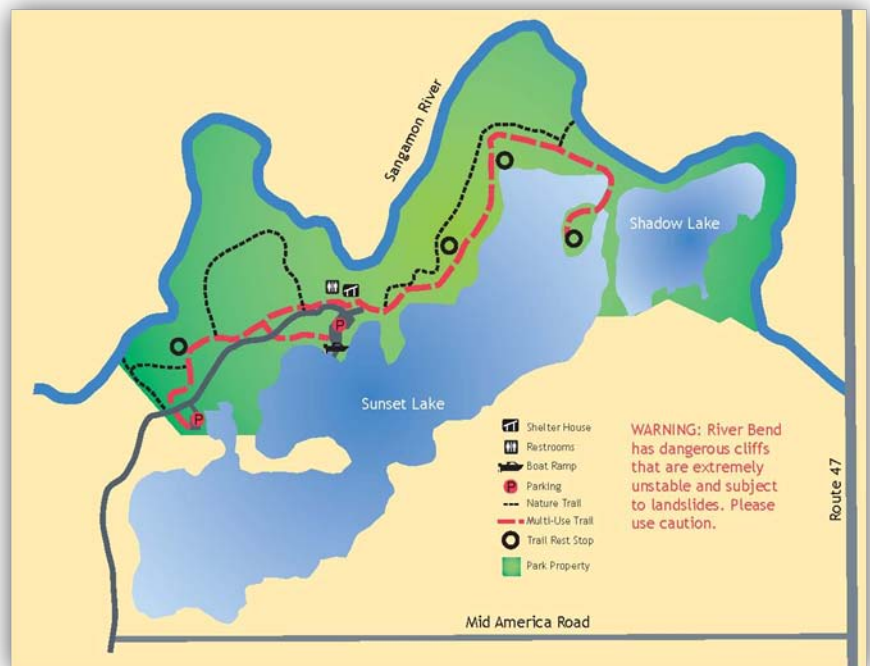 Sangamon River
Shadow Lake
P
Sunset Lake
P
Shelter House
Restrooms
Boat Ramp
P Parking
Nature Trail
Multi-Use Trail
Trail Rest Stop
Park Property
WARNING: River Bend
has dangerous cliffs
that are extremely
unstable and subject
to landslides. Please
use caution.
Route 47
Mid America Road